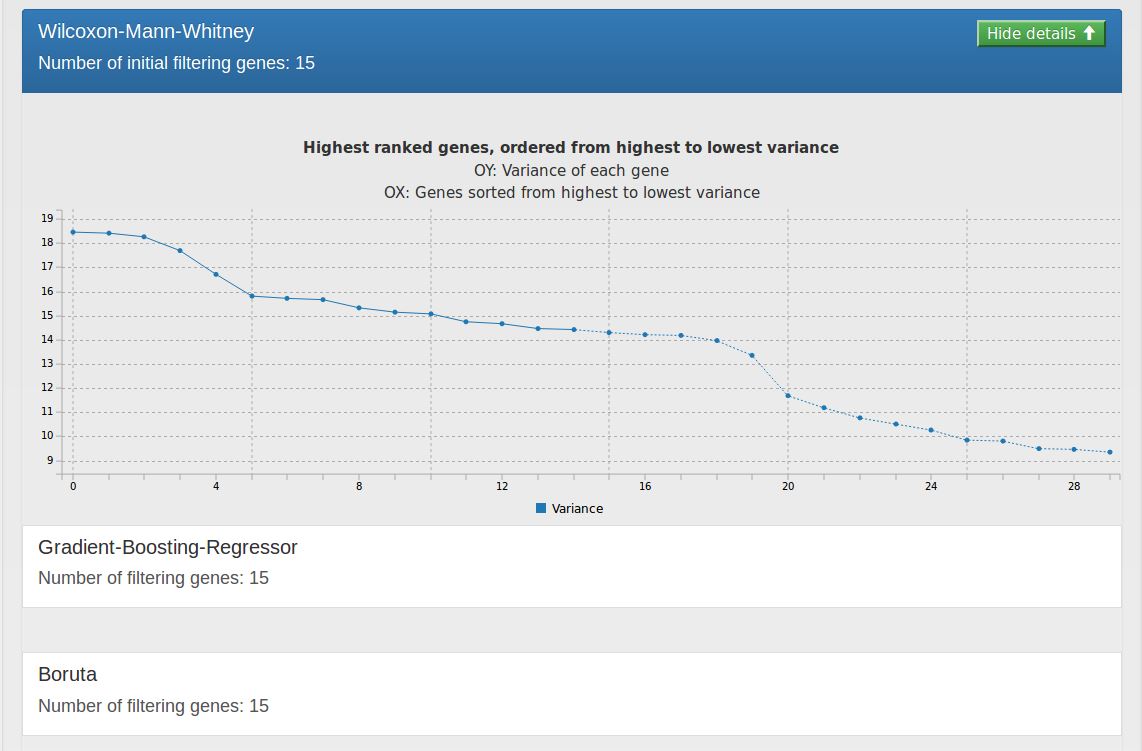 Wilcoxon-Mann-Whitney
Hide details ⬆
Number of initial filtering genes: 15
Highest ranked genes, ordered from highest to lowest variance
OY: Variance of each gene
OX: Genes sorted from highest to lowest variance
19
18
17
16
15
14
13
12
11
10
9
0 4 8 12 16 20 24 28
Variance
Gradient-Boosting-Regressor
Number of filtering genes: 15
Boruta
Number of filtering genes: 15